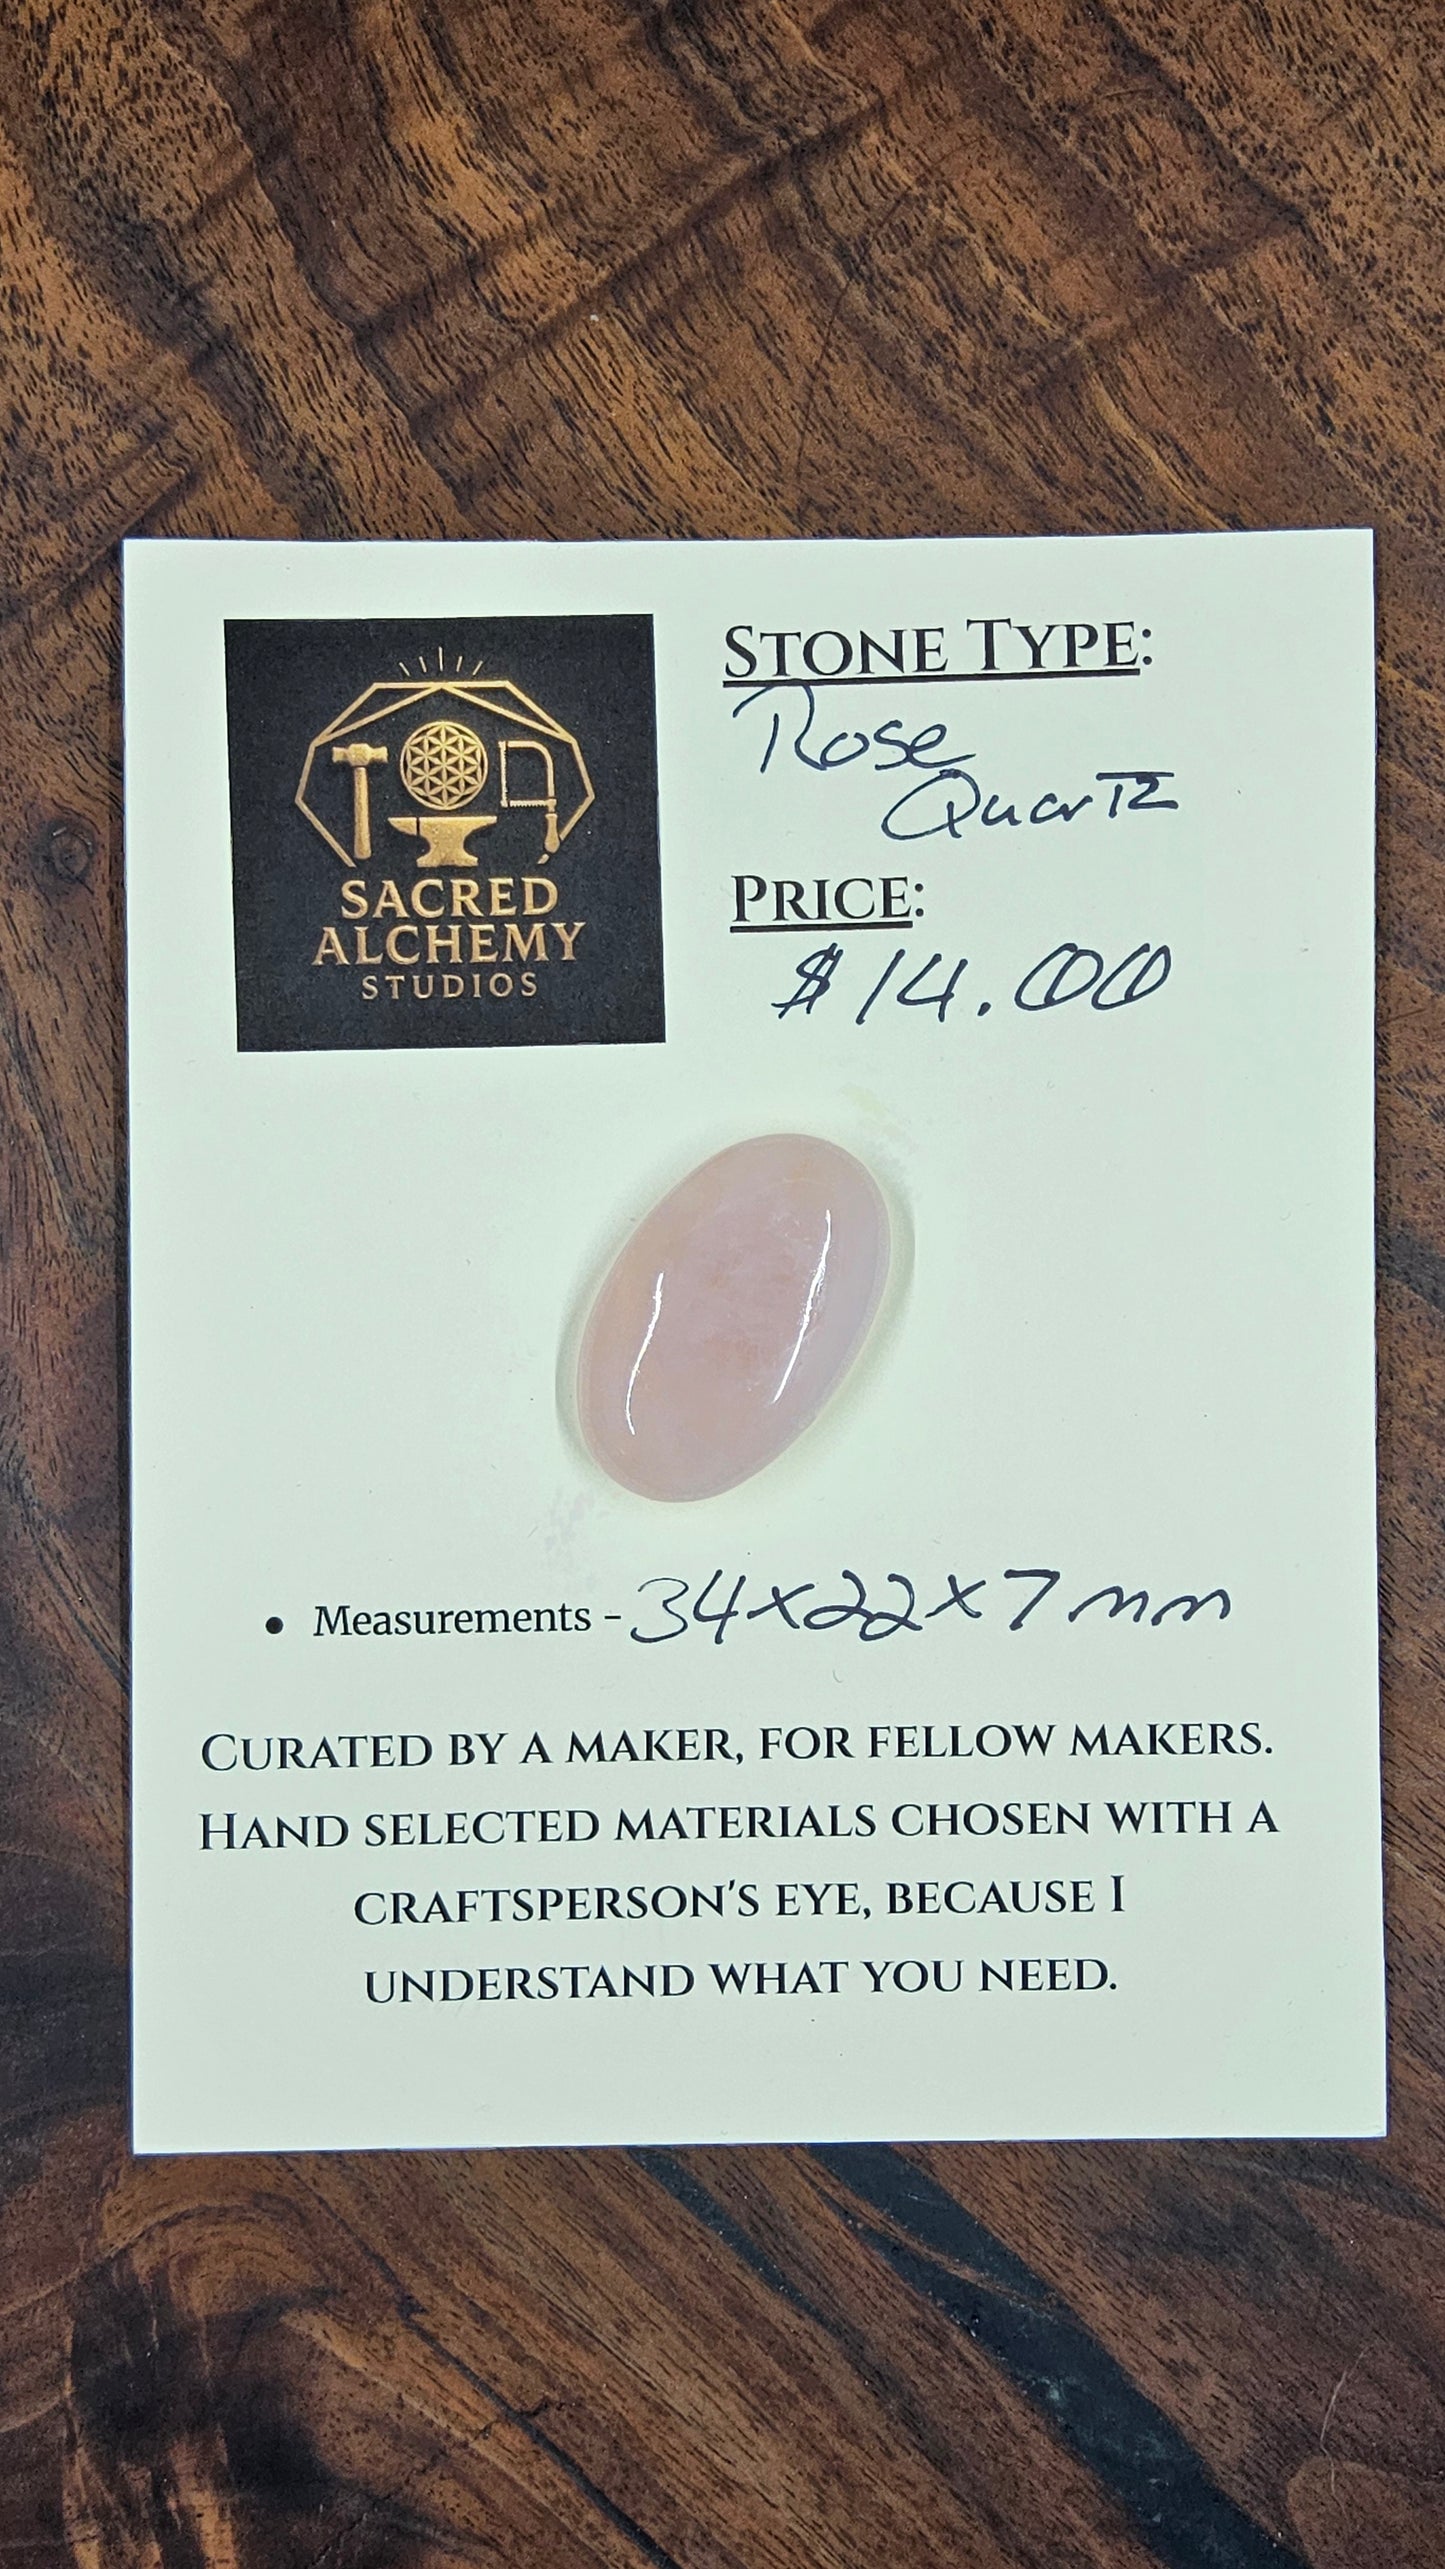 SACRED
ALCHEMY
STUDIOS
STONE TYPE:
Rose
Quartz
PRICE:
$14.00
• Measurements - 34x22x7mm
CURATED BY A MAKER, FOR FELLOW MAKERS.
HAND SELECTED MATERIALS CHOSEN WITH A
CRAFTSPERSON'S EYE, BECAUSE I
UNDERSTAND WHAT YOU NEED.